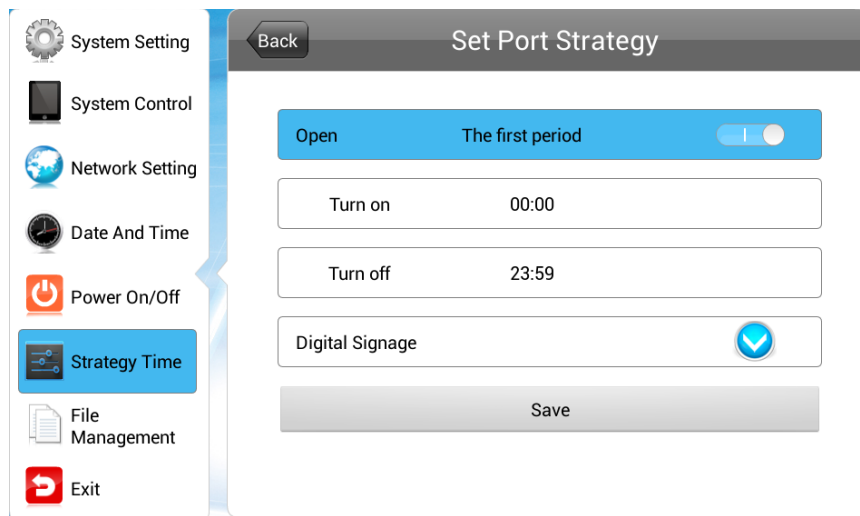 System Setting
System Control
Network Setting
Date And Time
Power On/Off
Strategy Time
File
Management
Exit
Back
Set Port Strategy
Open The first period
Turn on 00:00
Turn off 23:59
Digital Signage
Save